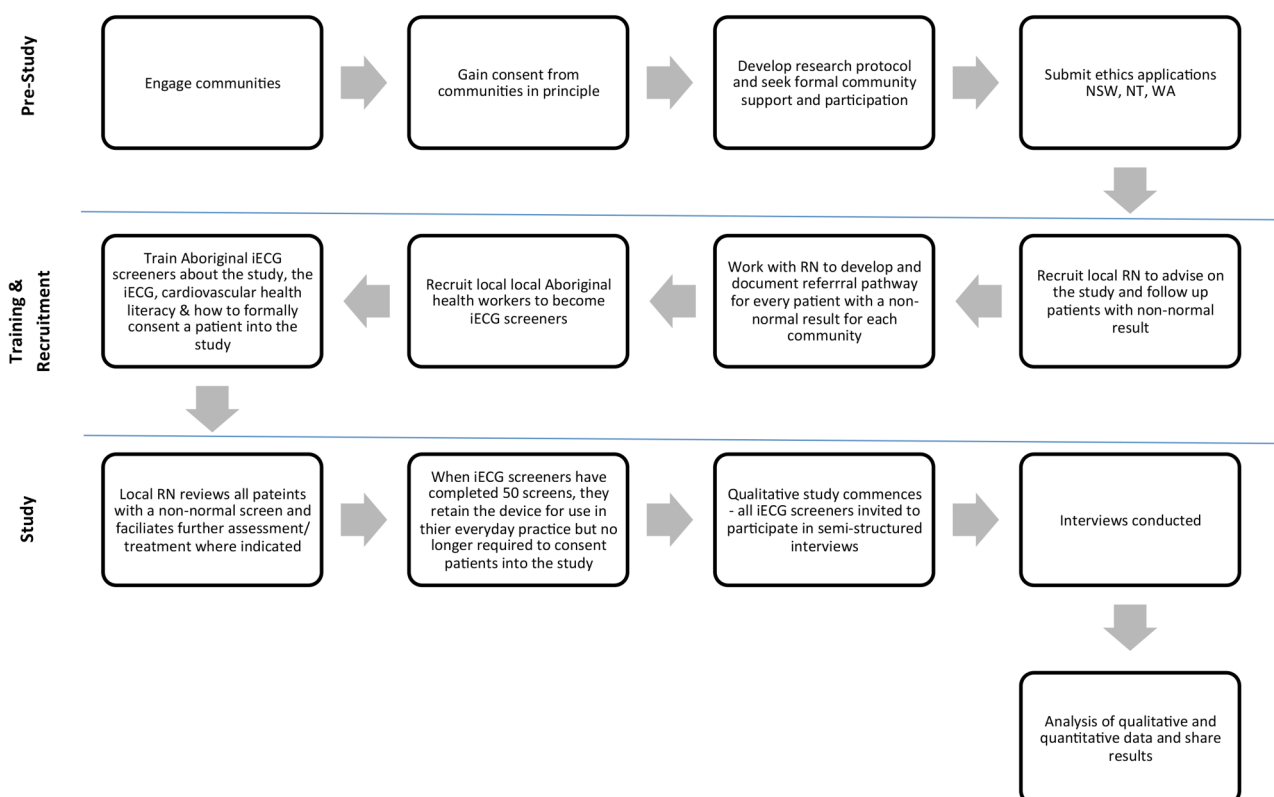 Pre-Study
Engage communities
Gain consent from
communities in principle
Develop research protocol
and seek formal community
support and participation
Submit ethics applications
NSW, NT, WA
Training &
Recruitment
Train Aboriginal iECG
screeners about the study, the
iECG, cardiovascular health
literacy & how to formally
consent a patient into the
study
Recruit local local Aboriginal
health workers to become
iECG screeners
Work with RN to develop and
document referrral pathway
for every patient with a non-
normal result for each
community
Recruit local RN to advise on
the study and follow up
patients with non-normal
result
Study
Local RN reviews all pateints
with a non-normal screen and
faciliates further assessment/
treatment where indicated
When iECG screeners have
completed 50 screens, they
retain the device for use in
thier everyday practice but no
longer required to consent
patients into the study
Qualitative study commences
- all iECG screeners invited to
participate in semi-structured
interviews
Interviews conducted
Analysis of qualitative and
quantitative data and share
results